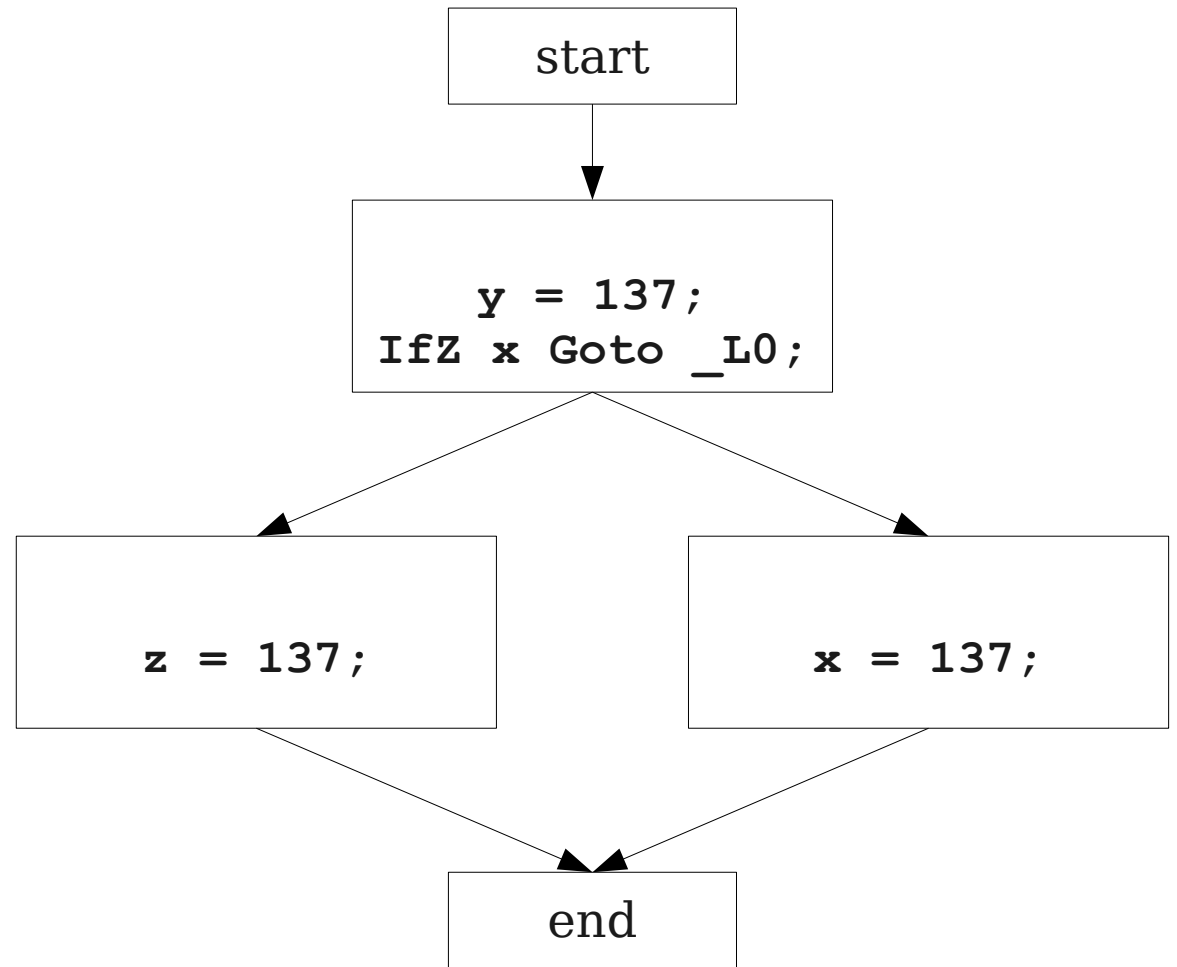 start
y = 137;
IfZ x Goto _L0;
z = 137;
x = 137;
end